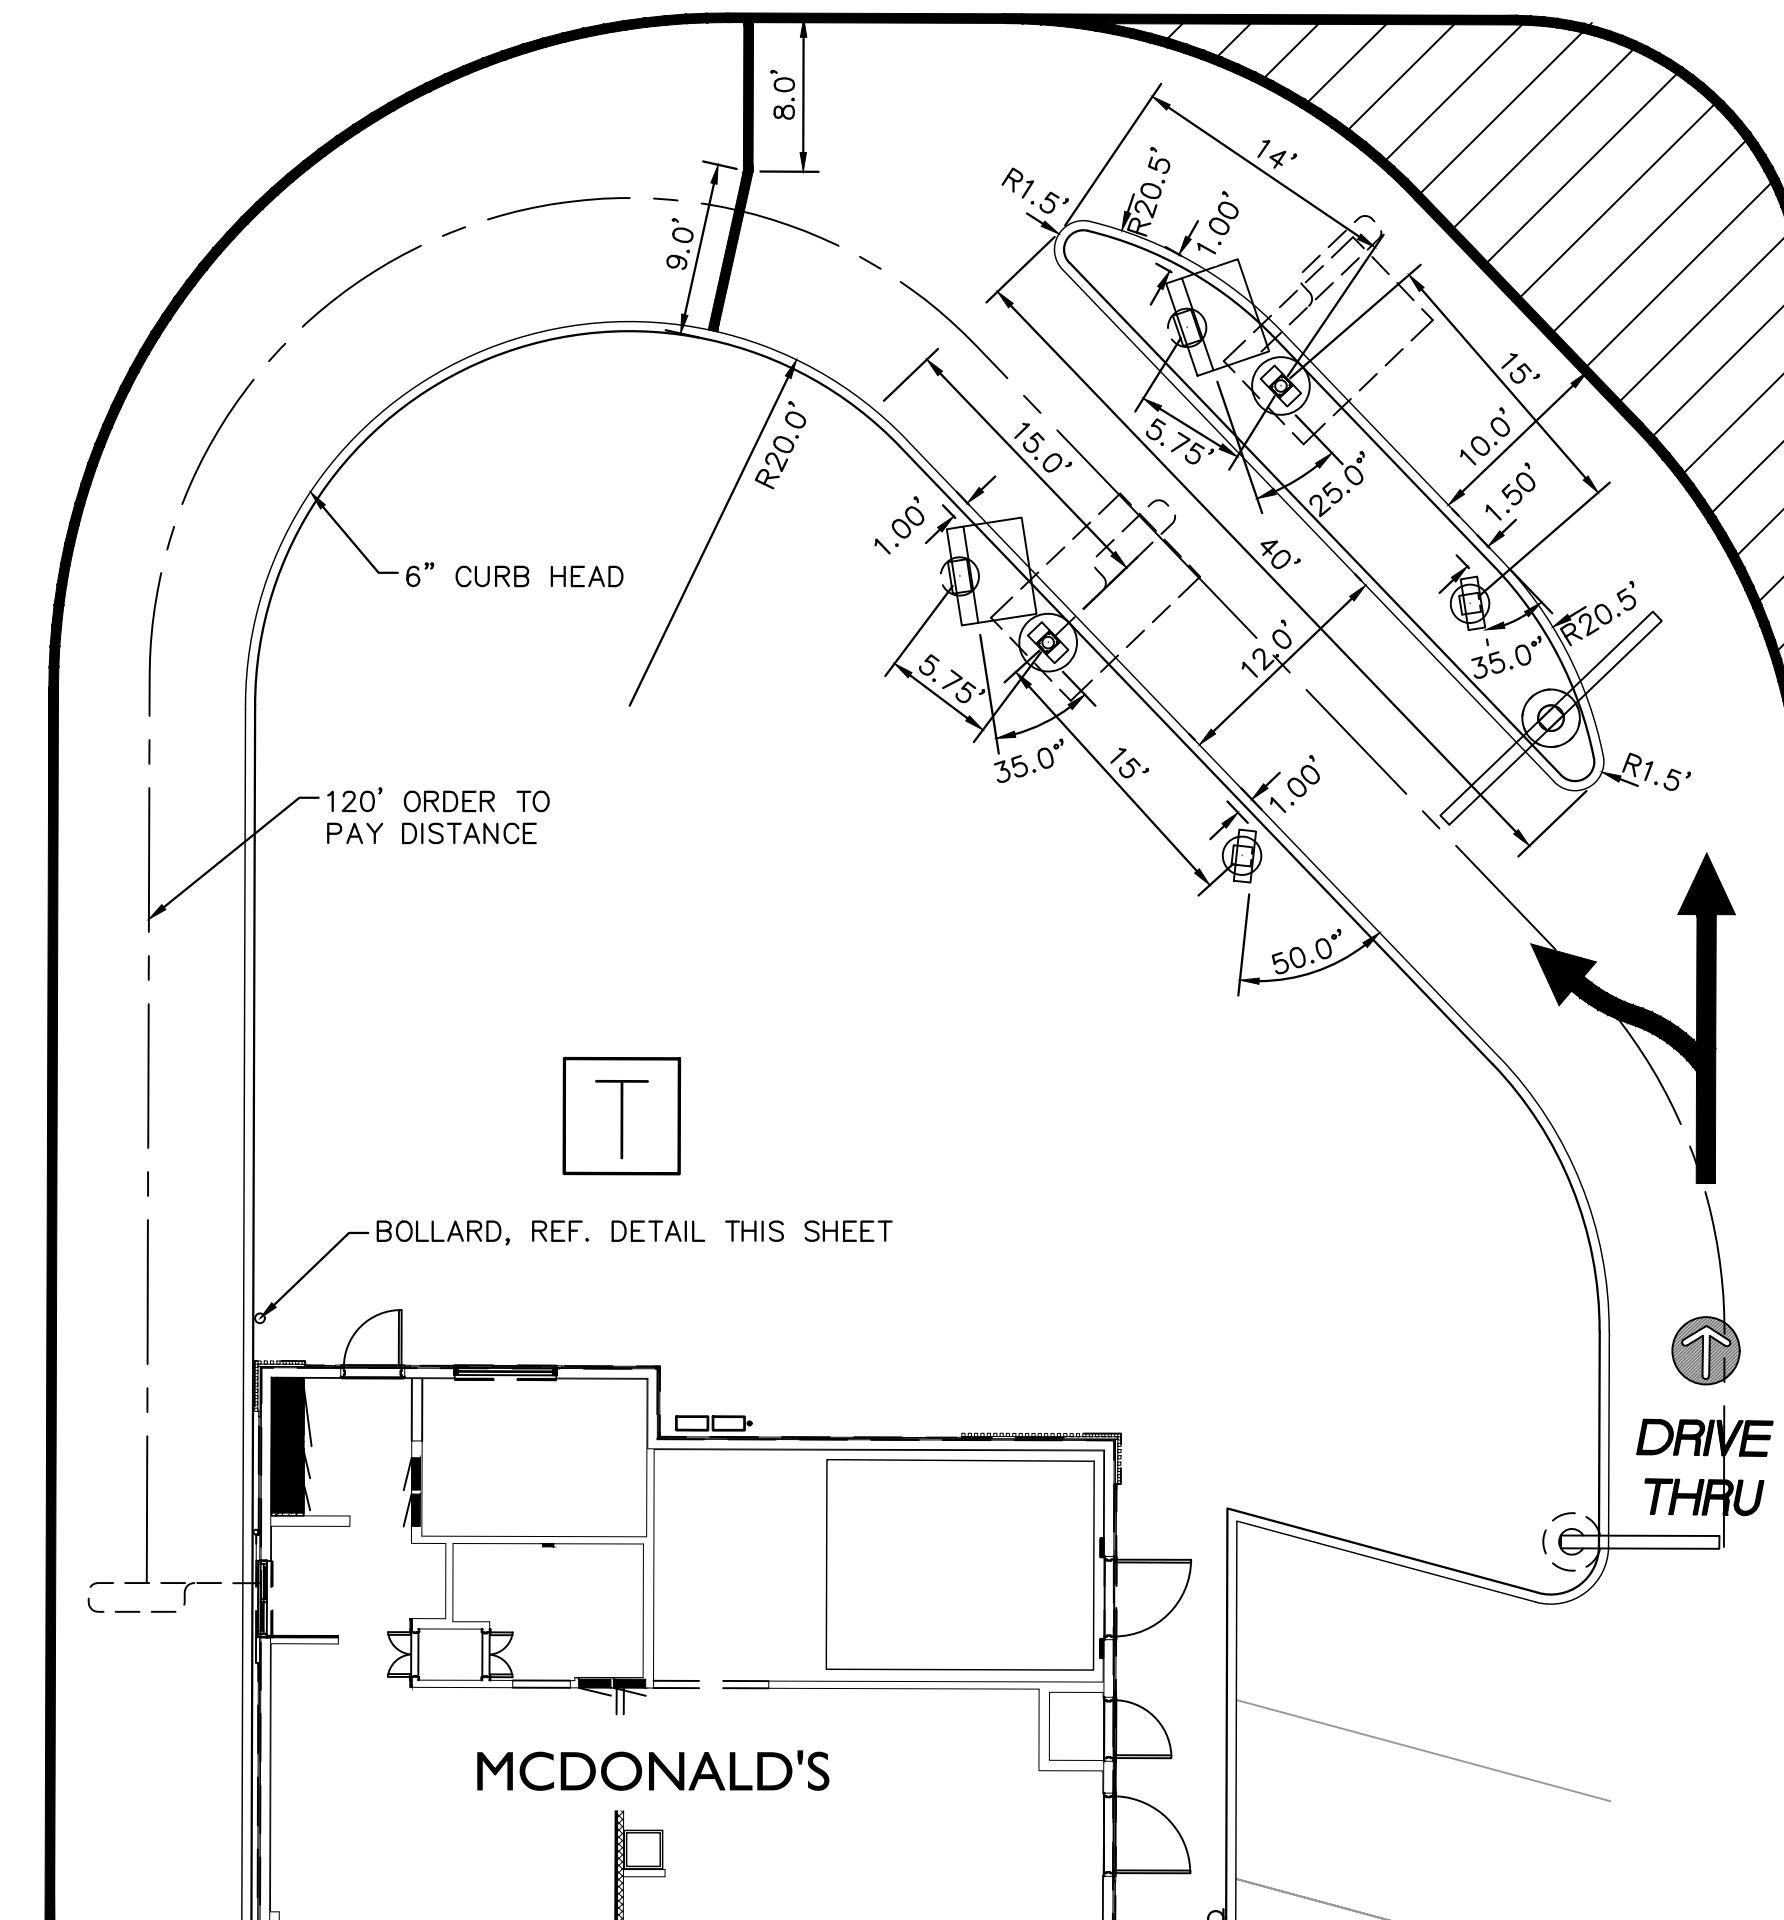 8.0'
14'
R20.5'
R1.5'
1.00'
9.0'
15'
10.0'
15.0'
5.75'
R20.0'
25.0°
1.50'
1.00'
40'
6" CURB HEAD
R20.5'
12.0'
35.0°
5.75'
35.0°
15'
1.00'
R1.5'
120' ORDER TO
PAY DISTANCE
50.0°
T
BOLLARD, REF. DETAIL THIS SHEET
DRIVE
THRU
MCDONALD'S